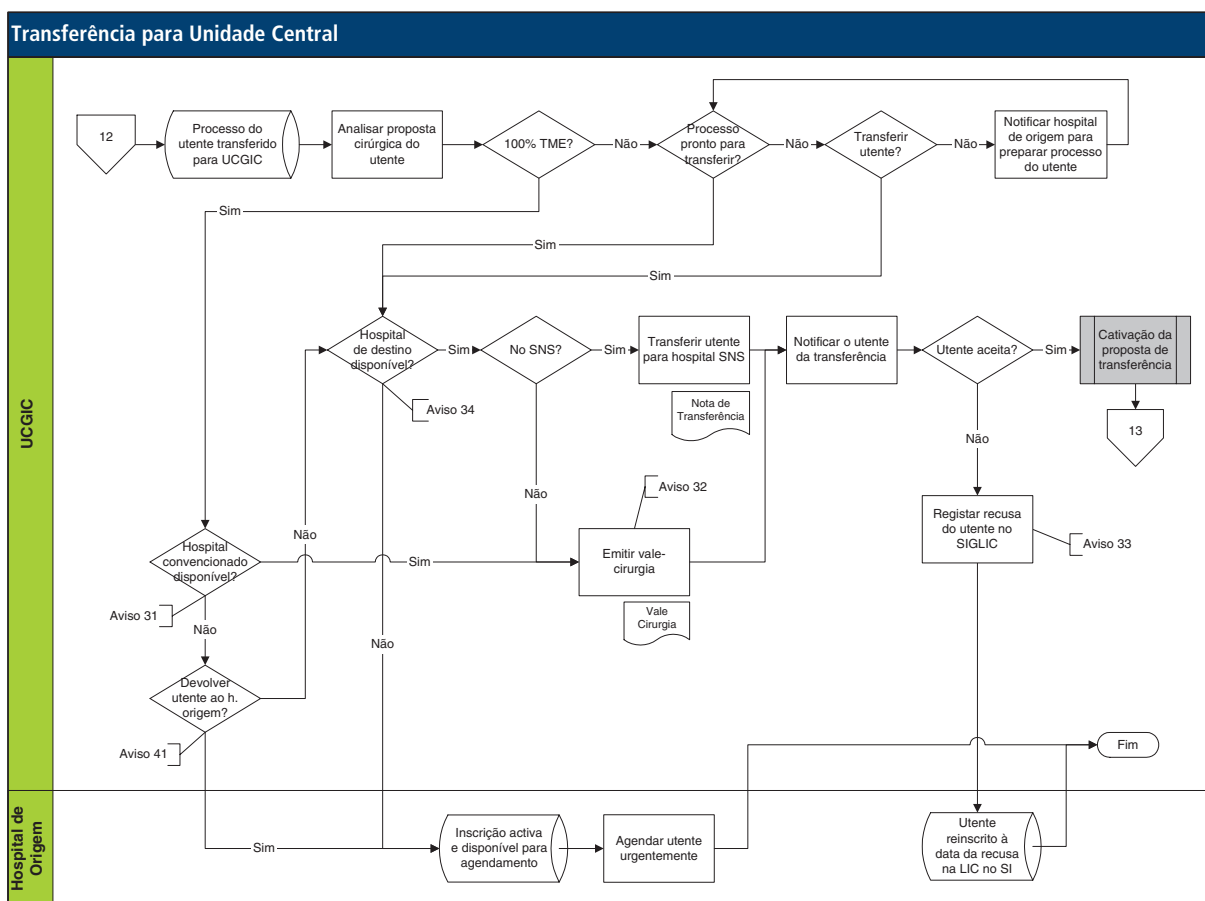 Transferência para Unidade Central
UCGIC
12
Processo do
utente transferido
para UCGIC
Analisar proposta
cirúrgica do
utente
100% TME?
Não
Processo
pronto para
transferir?
Não
Transferir
utente?
Não
Notificar hospital
de origem para
preparar processo
do utente
Sim
Sim
Sim
Hospital
de destino
disponível?
Sim
No SNS?
Sim
Transferir utente
para hospital SNS
Notificar o utente
da transferência
Utente aceita?
Sim
Cativação da
proposta de
transferência
Aviso 34
Nota de
Transferência
13
Não
Não
Aviso 32
Não
Hospital
convencionado
disponível?
Sim
Emitir vale-
cirurgia
Registar recusa
do utente no
SIGLIC
Aviso 33
Aviso 31
Vale
Cirurgia
Não
Não
Devolver
utente ao h.
origem?
Aviso 41
Fim
Hospital de
Origem
Sim
Inscrição activa
e disponível para
agendamento
Agendar utente
urgentemente
Utente
reinscrito à
data da recusa
na LIC no SI